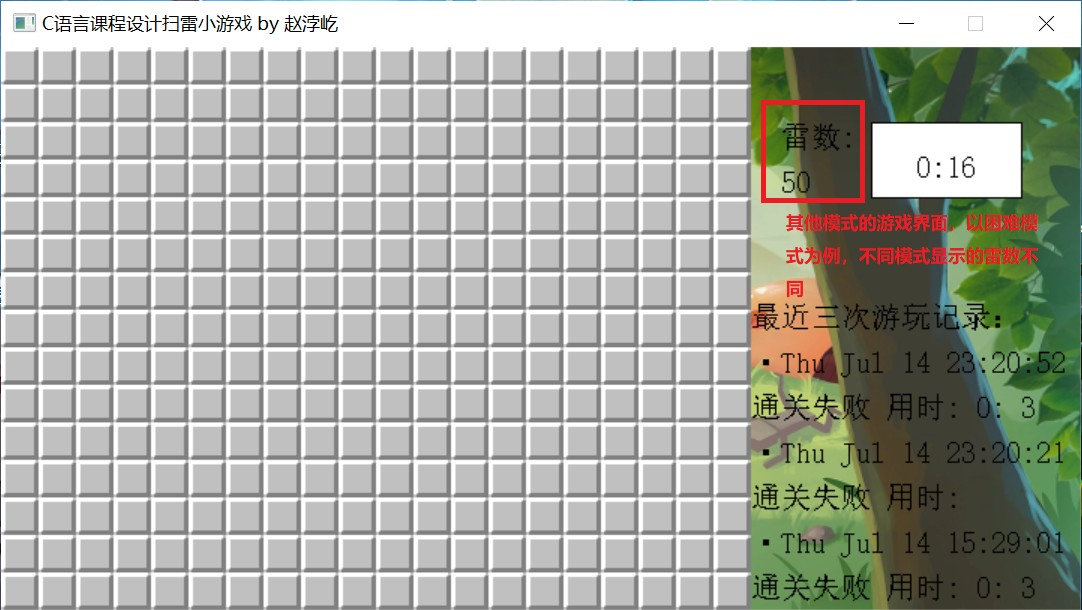 C语言课程设计扫雷小游戏 by 赵浮屹
雷数:
50
0:16
其他模式的游戏界面，以困难模
式为例，不同模式显示的雷数不
同
最近三次游玩记录:
·Thu Jul 14 23:20:52
通关失败 用时: 0: 3
·Thu Jul 14 23:20:21
通关失败 用时:
·Thu Jul 14 15:29:01
通关失败 用时: 0: 3